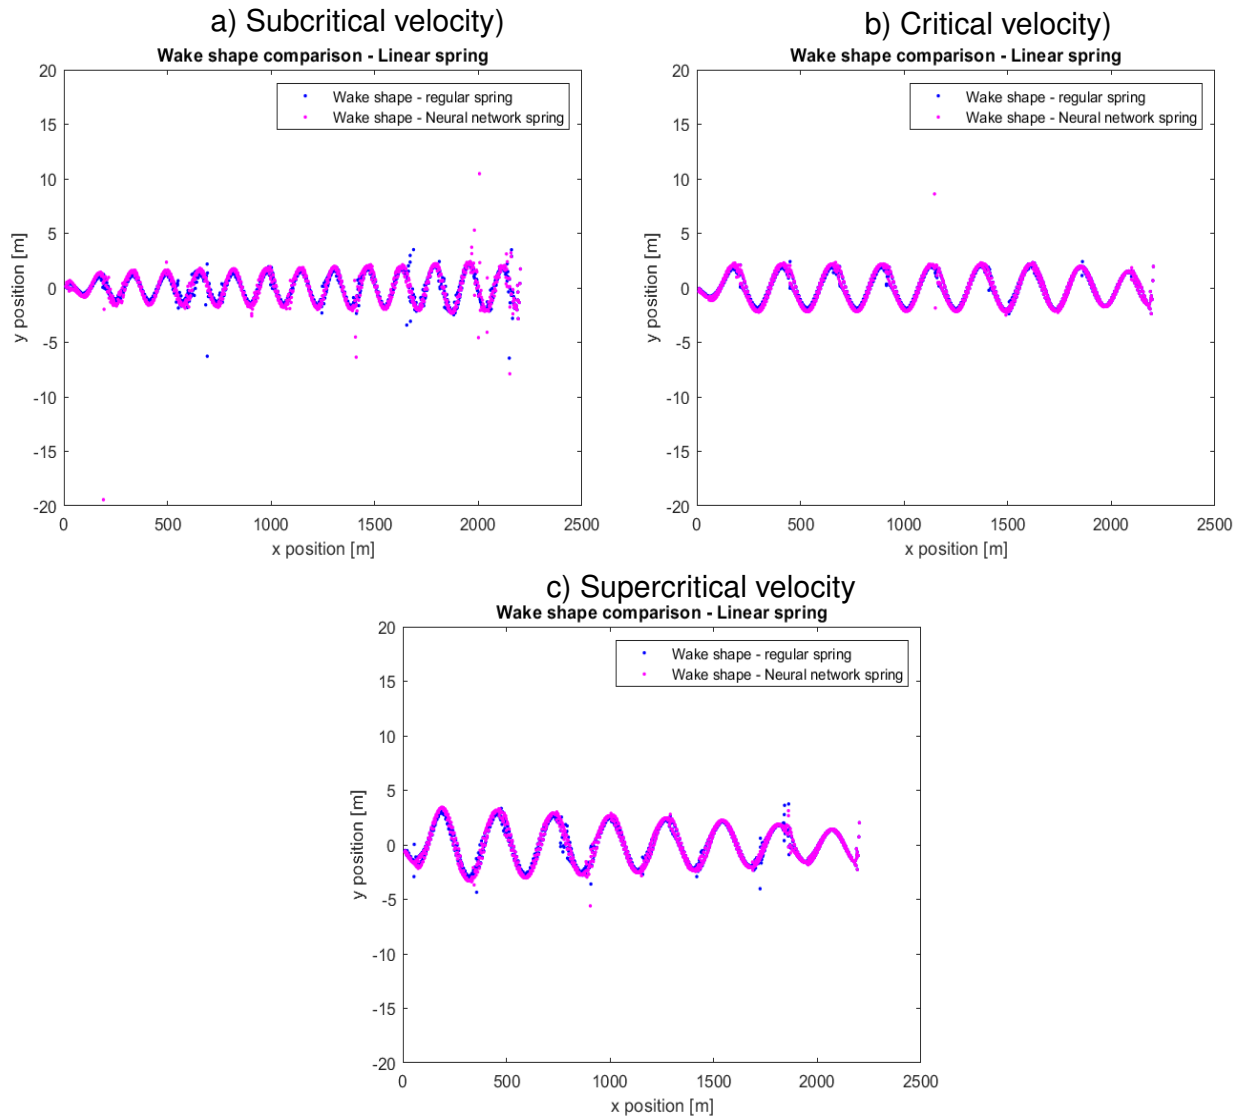 a) Subcritical velocity)
Wake shape comparison - Linear spring
20
15
10
5
0
-5
-10
-15
-20
0 500 1000 1500 2000 2500
x position [m]
y position [m]
Wake shape - regular spring
Wake shape - Neural network spring
b) Critical velocity)
Wake shape comparison - Linear spring
20
15
10
5
0
-5
-10
-15
-20
0 500 1000 1500 2000 2500
x position [m]
y position [m]
Wake shape - regular spring
Wake shape - Neural network spring
c) Supercritical velocity
Wake shape comparison - Linear spring
20
15
10
5
0
-5
-10
-15
-20
0 500 1000 1500 2000 2500
x position [m]
y position [m]
Wake shape - regular spring
Wake shape - Neural network spring